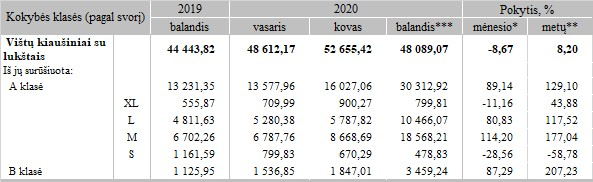 Kokybės klasės (pagal svorį) 2019 2020 Pokytis, %
balandis vasaris kovas balandis*** mėnesio* metų**
Vištų kiaušiniai su lukštais 44 443,82 48 612,17 52 655,42 48 089,07 -8,67 8,20
Iš jų surūšiuota:
A klasė 13 231,35 13 577,96 16 027,06 30 312,92 89,14 129,10
XL 555,87 709,99 900,27 799,81 -11,16 43,88
L 4 811,63 5 280,38 5 787,82 10 466,07 80,83 117,52
M 6 702,26 6 787,76 8 668,69 18 568,21 114,20 177,04
S 1 161,59 799,83 670,29 478,83 -28,56 -58,78
B klasė 1 125,95 1 536,85 1 847,01 3 459,24 87,29 207,23